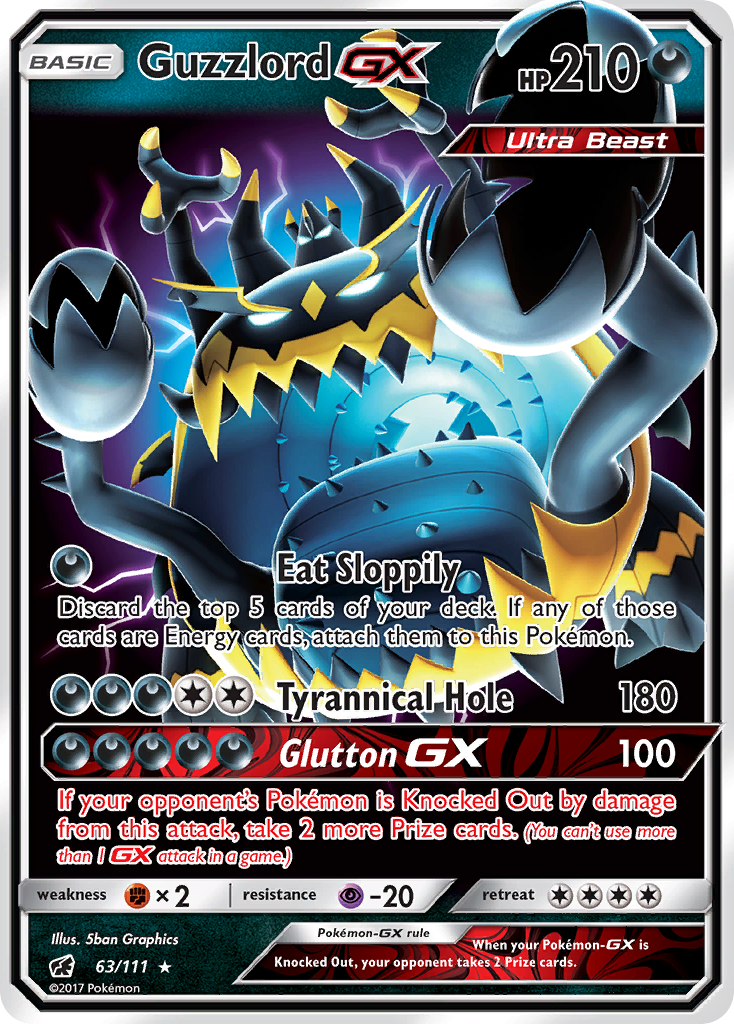 BASIC Guzzlord GX HP210
Ultra Beast
Eat Sloppily
Discard the top 5 cards of your deck. If any of those
cards are Energy cards, attach them to this Pokémon.
Tyrannical Hole 180
Glutton GX 100
If your opponent's Pokémon is Knocked Out by damage
from this attack, take 2 more Prize cards. (You can't use more
than 1 GX attack in a game.)
weakness ×2 resistance -20 retreat
Illus. 5ban Graphics
Pokémon-GX rule
When your Pokémon-GX is
Knocked Out, your opponent takes 2 Prize cards.
63/111
©2017 Pokémon